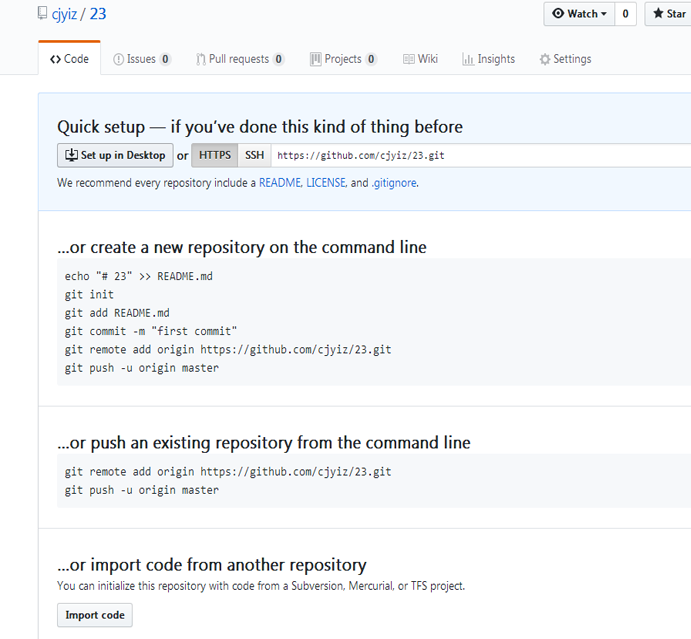 cjyiz / 23
Watch 0 Star
Code Issues 0 Pull requests 0 Projects 0 Wiki Insights Settings
Quick setup — if you've done this kind of thing before
Set up in Desktop or HTTPS SSH https://github.com/cjyiz/23.git
We recommend every repository include a README, LICENSE, and .gitignore.
...or create a new repository on the command line
echo "# 23" >> README.md
git init
git add README.md
git commit -m "first commit"
git remote add origin https://github.com/cjyiz/23.git
git push -u origin master
...or push an existing repository from the command line
git remote add origin https://github.com/cjyiz/23.git
git push -u origin master
...or import code from another repository
You can initialize this repository with code from a Subversion, Mercurial, or TFS project.
Import code